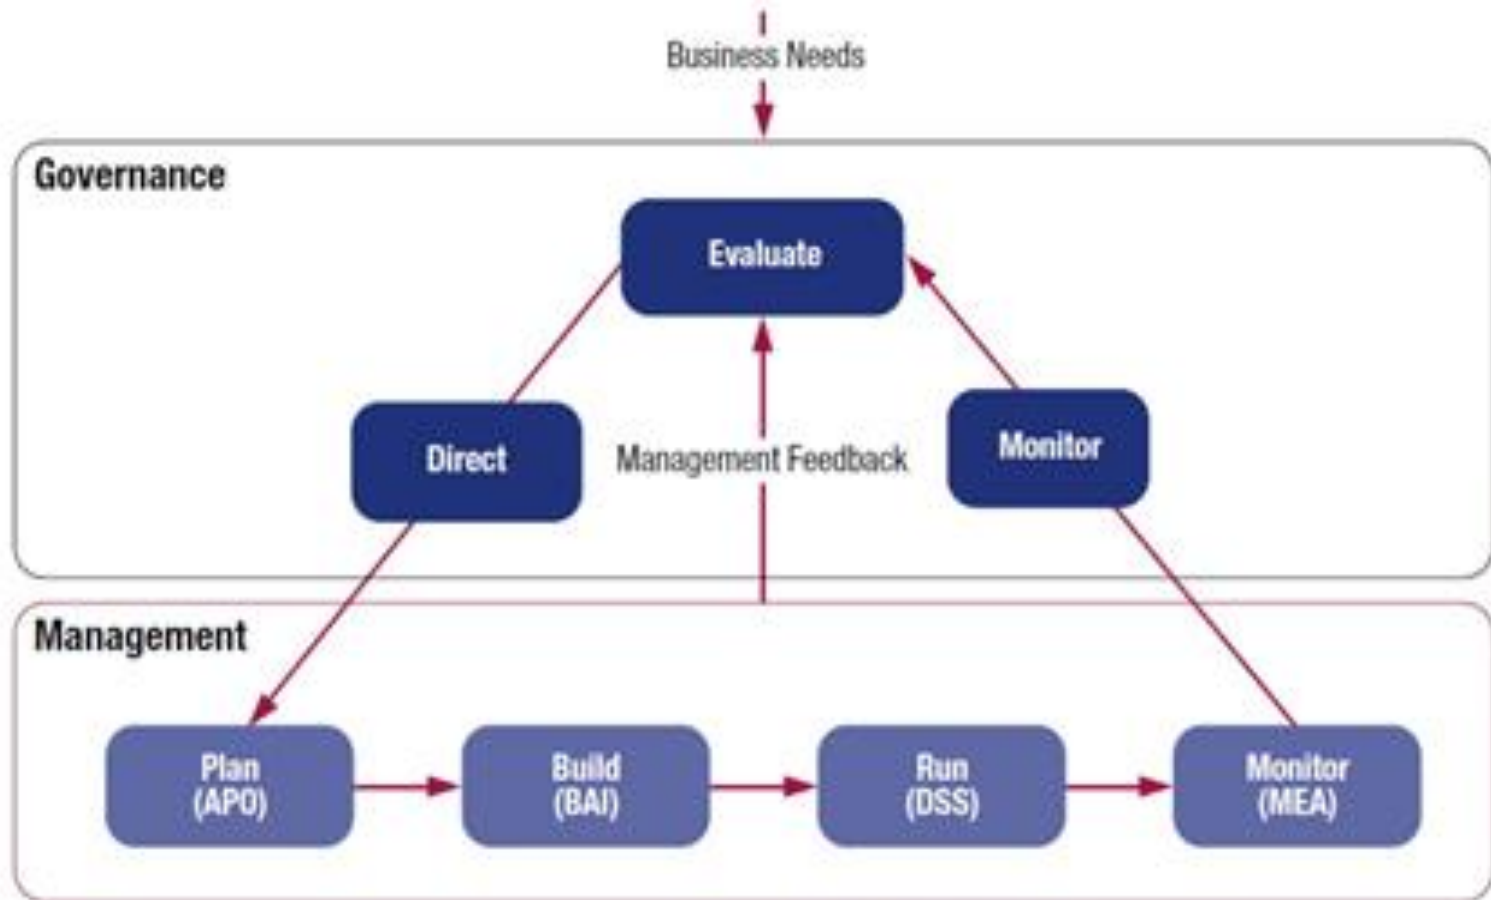 Business Needs
Governance
Evaluate
Direct
Management Feedback
Monitor
Management
Plan
(APO)
Build
(BAI)
Run
(DSS)
Monitor
(MEA)